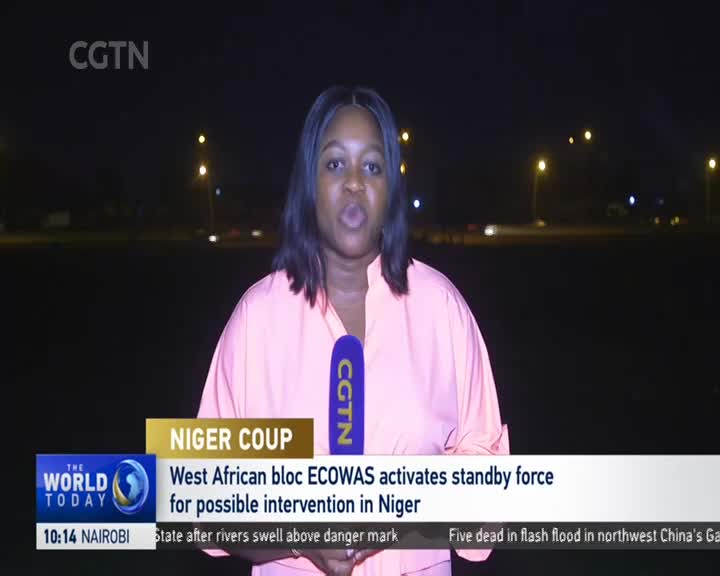 CGTN
CGTN
NIGER COUP
THE
WORLD
TODAY
West African bloc ECOWAS activates standby force
for possible intervention in Niger
10:14 NAIROBI
State after rivers swell above danger mark
Five dead in flash flood in northwest China's Ga